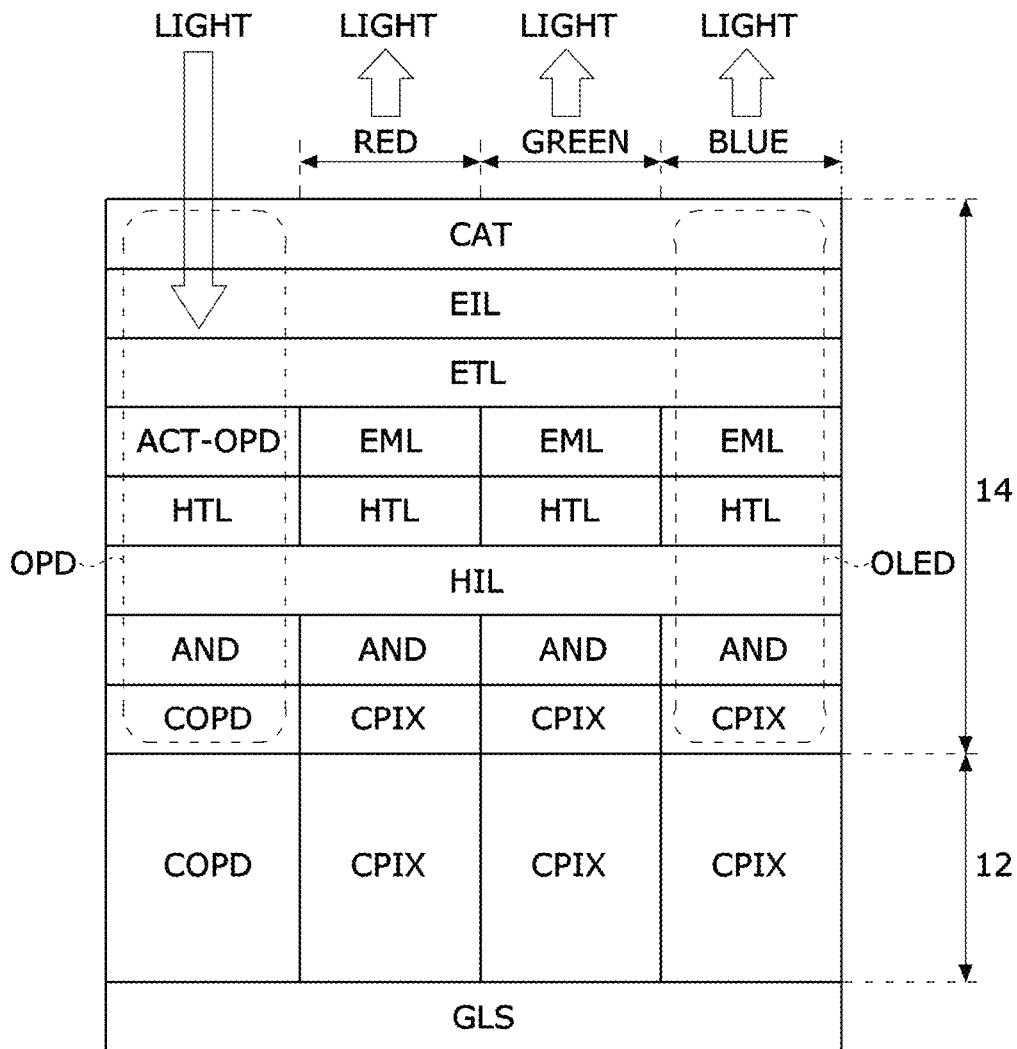 LIGHT LIGHT LIGHT LIGHT
RED GREEN BLUE
CAT
EIL
ETL
ACT-OPD EML EML EML
14
HTL HTL HTL HTL
OPD HIL OLED
AND AND AND AND
COPD CPIX CPIX CPIX
COPD CPIX CPIX CPIX 12
GLS